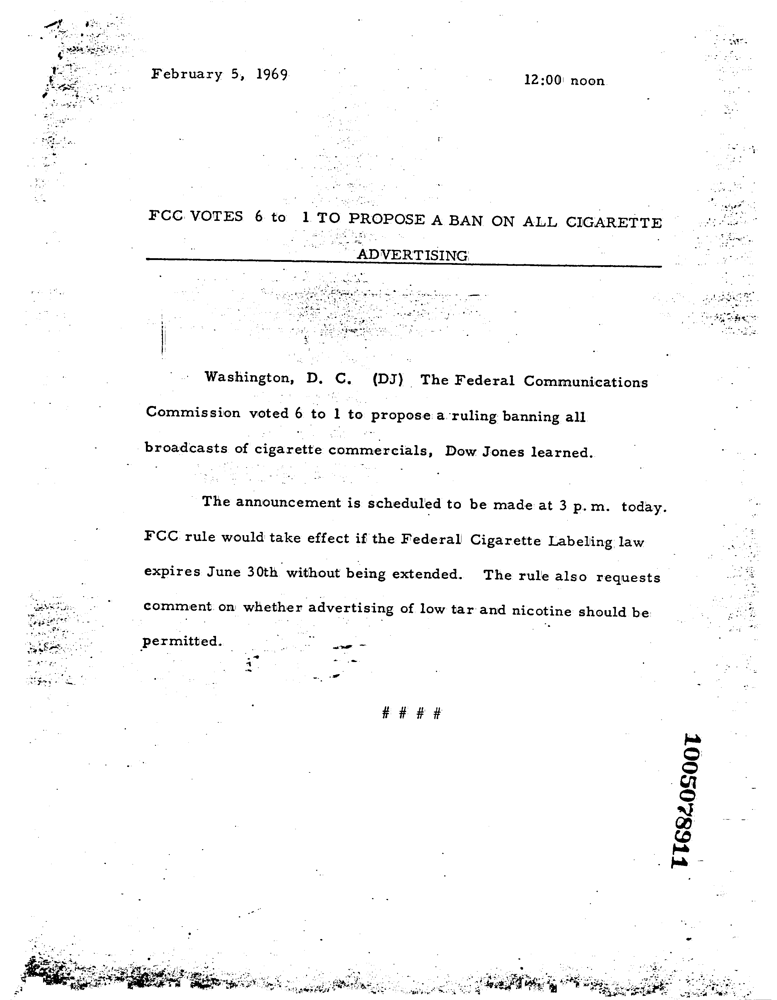 February 5, 1969
12:00 noon
FCC VOTES 6 to 1 TO PROPOSE A BAN ON ALL CIGARETTE
ADVERTISING
Washington, D. C. (DJ) The Federal Communications
Commission voted 6 to 1 to propose a ruling banning all
broadcasts of cigarette commercials, Dow Jones learned.
The announcement is scheduled to be made at 3 p. m. today.
FCC rule would take effect if the Federal Cigarette Labeling law
expires June 30th without being extended. The rule also requests
comment on whether advertising of low tar and nicotine should be
permitted.
# # # #
1005078911